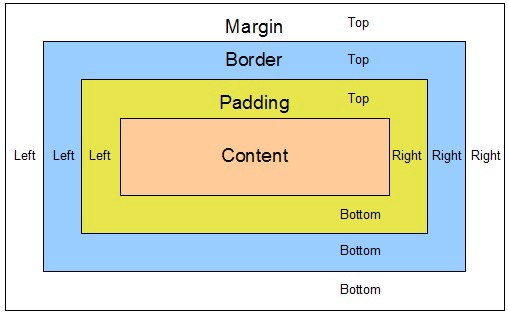 Margin Top
Border Top
Padding Top
Left Left Left Content Right Right Right
Bottom
Bottom
Bottom